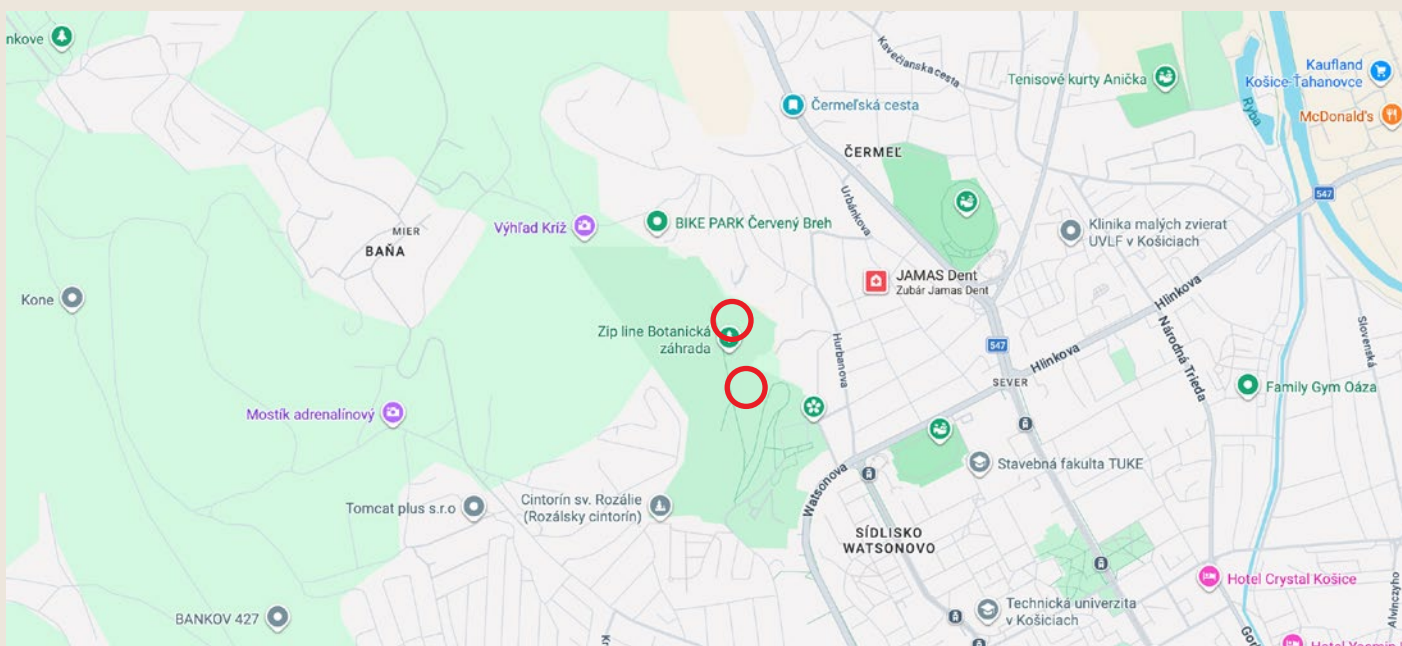 nkove
Kavečianska cesta
Tenisové kurty Anička
Kaufland
Košice-Ťahanovce
Ryba
McDonald's
Čermeľská cesta
ČERMEĽ
547
Urbánkova
Výhľad Kríž
BIKE PARK Červený Breh
Klinika malých zvierat
UVLF v Košiciach
MIER
BAŇA
JAMAS Dent
Zubár Jamas Dent
Hlinkova
Kone
Zip line Botanická
záhrada
Hurbanova
547
Hlinkova
Národná Trieda
Slovenská
SEVER
Family Gym Oáza
Mostík adrenalínový
Stavebná fakulta TUKE
Watsonova
Tomcat plus s.r.o
Cintorín sv. Rozálie
(Rozálsky cintorín)
SÍDLISKO
WATSONOVO
Hotel Crystal Košice
Alvinczyho
BANKOV 427
Technická univerzita
v Košiciach